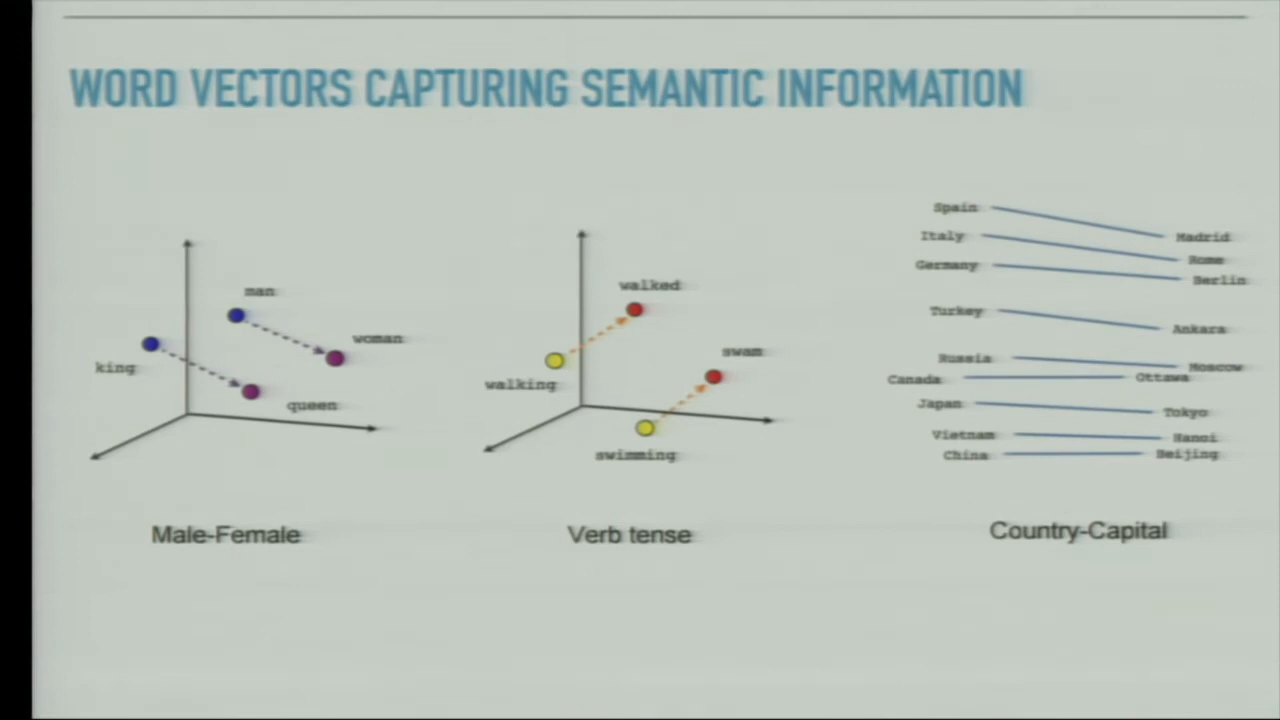 WORD VECTORS CAPTURING SEMANTIC INFORMATION
man
woman
king
queen
Male-Female
walked
swam
walking
swimming
Verb tense
Spain Madrid
Italy Rome
Germany Berlin
Turkey Ankara
Russia Moscow
Canada Ottawa
Japan Tokyo
Vietnam Hanoi
China Beijing
Country-Capital